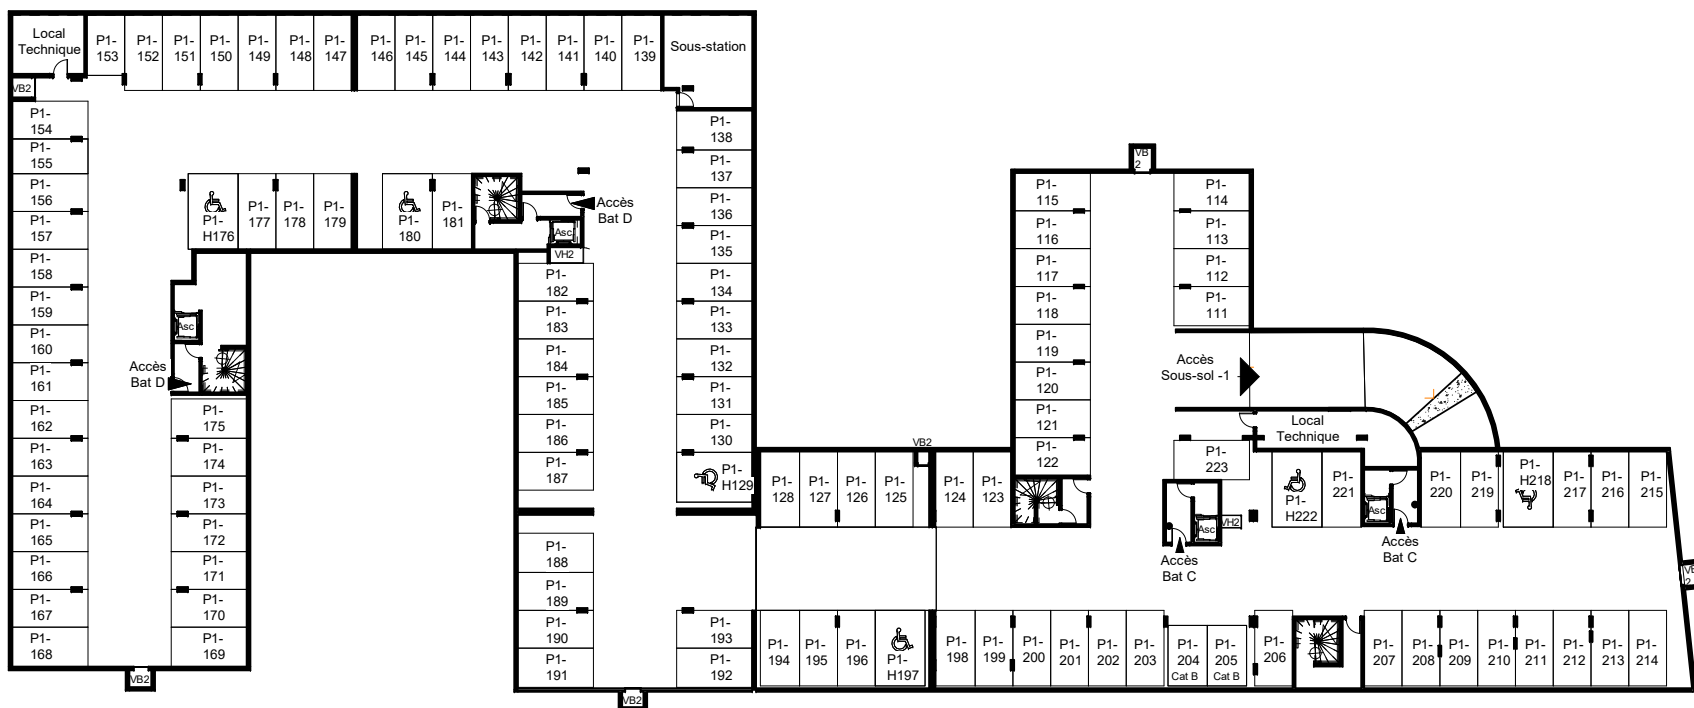 Local
Technique
P1-
153
P1-
152
P1-
151
P1-
150
P1-
149
P1-
148
P1-
147
P1-
146
P1-
145
P1-
144
P1-
143
P1-
142
P1-
141
P1-
140
P1-
139
Sous-station
VB2
P1-
154
P1-
155
P1-
156
P1-
157
P1-
158
P1-
159
P1-
160
P1-
161
P1-
162
P1-
163
P1-
164
P1-
165
P1-
166
P1-
167
P1-
168
P1-
H176
P1-
177
P1-
178
P1-
179
P1-
180
P1-
181
Asc
VH2
Accès
Bat D
Asc
Accès
Bat D
P1-
175
P1-
174
P1-
173
P1-
172
P1-
171
P1-
170
P1-
169
VB2
P1-
138
P1-
137
P1-
136
P1-
135
P1-
134
P1-
133
P1-
132
P1-
131
P1-
130
P1-
H129
P1-
182
P1-
183
P1-
184
P1-
185
P1-
186
P1-
187
P1-
188
P1-
189
P1-
190
P1-
191
P1-
193
P1-
192
VB2
VB
2
P1-
115
P1-
116
P1-
117
P1-
118
P1-
119
P1-
120
P1-
121
P1-
122
P1-
114
P1-
113
P1-
112
P1-
111
Accès
Sous-sol -1
Local
Technique
P1-
223
VB2
P1-
128
P1-
127
P1-
126
P1-
125
P1-
124
P1-
123
Asc
VH2
Accès
Bat C
P1-
H222
P1-
221
Asc
Accès
Bat C
P1-
220
P1-
219
P1-
H218
P1-
217
P1-
216
P1-
215
VB
2
P1-
194
P1-
195
P1-
196
P1-
H197
P1-
198
P1-
199
P1-
200
P1-
201
P1-
202
P1-
203
P1-
204
Cat B
P1-
205
Cat B
P1-
206
P1-
207
P1-
208
P1-
209
P1-
210
P1-
211
P1-
212
P1-
213
P1-
214